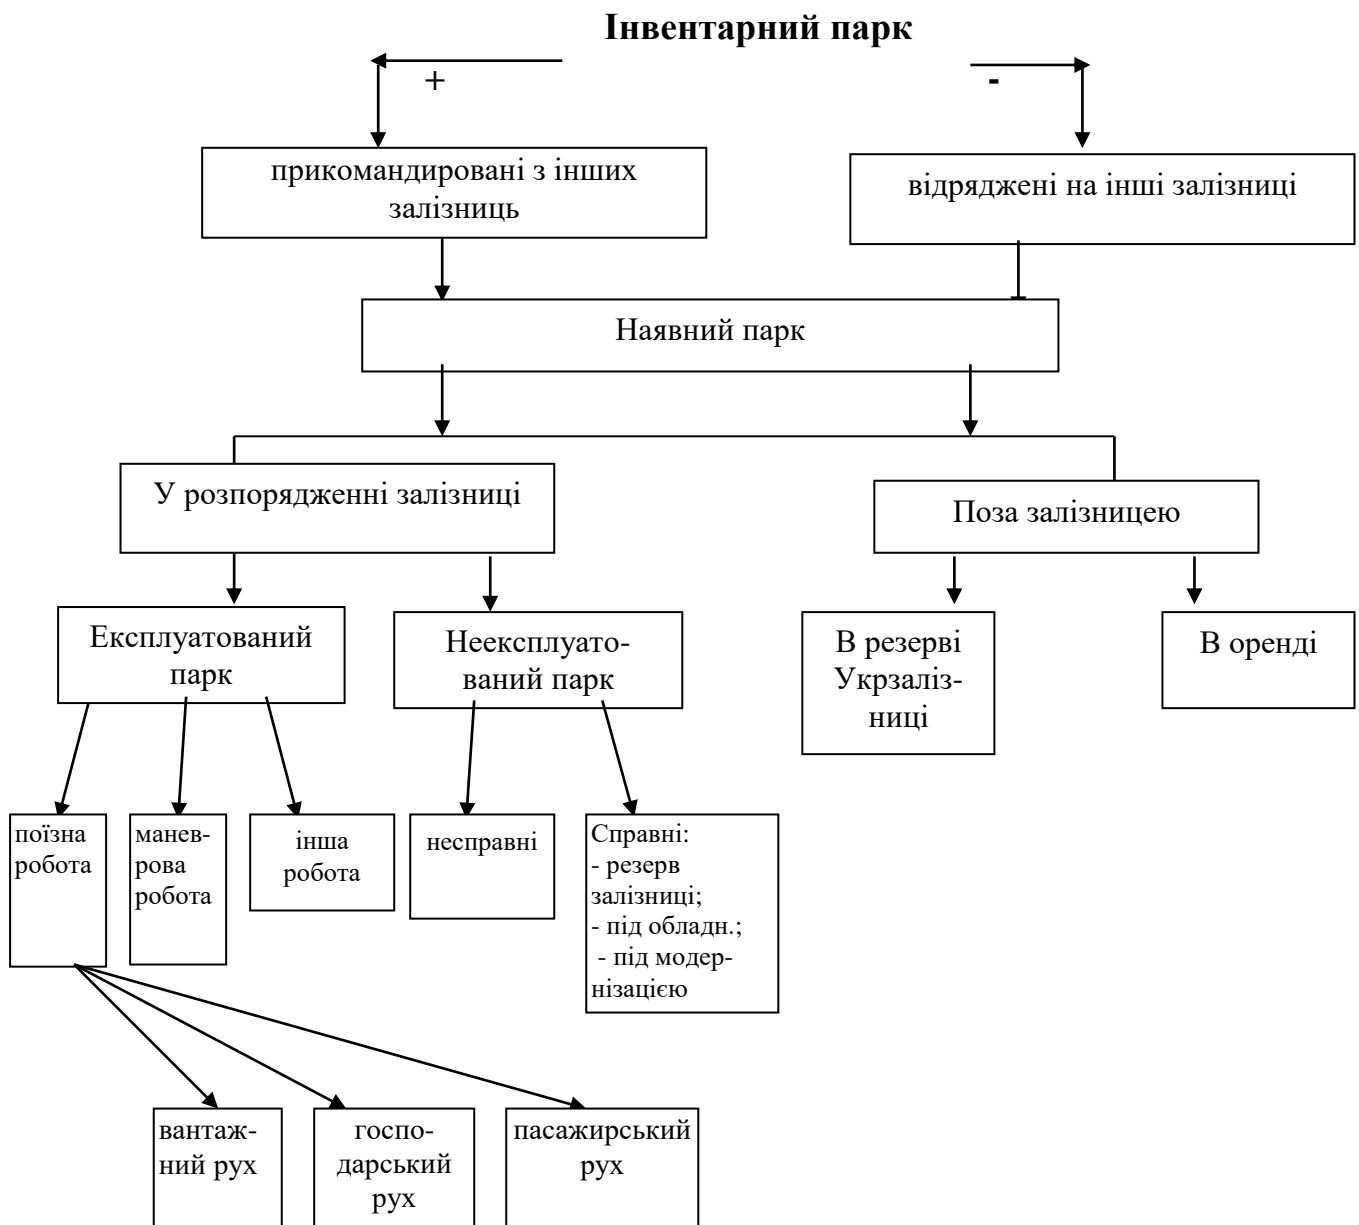 Інвентарний парк
+
-
прикомандировані з інших
залізниць
відряджені на інші залізниці
Наявний парк
У розпорядженні залізниці
Поза залізницею
Експлуатований
парк
Неексплуато-
ваний парк
В резерві
Укрзаліз-
ниці
В оренді
поїзна
робота
манев-
рова
робота
інша
робота
несправні
Справні:
- резерв
залізниці;
- під обладн.;
- під модер-
нізацією
вантаж-
ний рух
госпо-
дарський
рух
пасажирський
рух